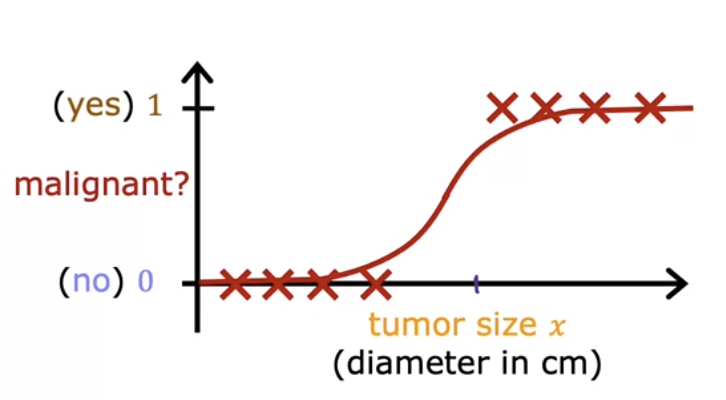 (yes) 1
malignant?
(no) 0
tumor size x
(diameter in cm)